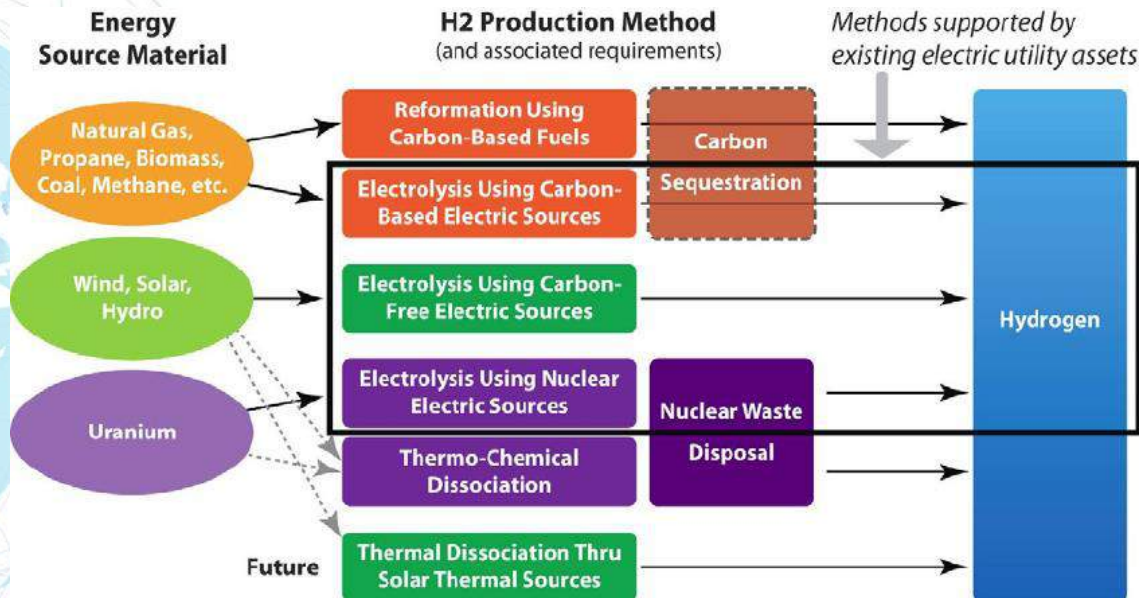 Energy
Source Material
H2 Production Method
(and associated requirements)
Methods supported by
existing electric utility assets
Natural Gas,
Propane, Biomass,
Coal, Methane, etc.
Reformation Using
Carbon-Based Fuels
Carbon
Sequestration
Electrolysis Using Carbon-
Based Electric Sources
Wind, Solar,
Hydro
Electrolysis Using Carbon-
Free Electric Sources
Hydrogen
Uranium
Electrolysis Using Nuclear
Electric Sources
Nuclear Waste
Disposal
Thermo-Chemical
Dissociation
Future
Thermal Dissociation Thru
Solar Thermal Sources